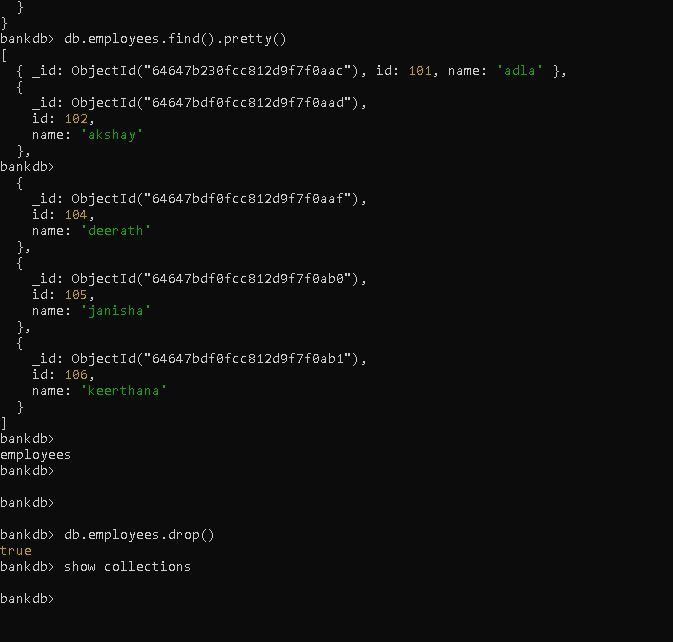 }
}
bankdb> db.employees.find().pretty()
[
  { _id: ObjectId("64647b230fcc812d9f7f0aac"), id: 101, name: 'adla' },
  {
    _id: ObjectId("64647bdf0fcc812d9f7f0aad"),
    id: 102,
    name: 'akshay'
  },
bankdb>
  {
    _id: ObjectId("64647bdf0fcc812d9f7f0aaf"),
    id: 104,
    name: 'deerath'
  },
  {
    _id: ObjectId("64647bdf0fcc812d9f7f0ab0"),
    id: 105,
    name: 'janisha'
  },
  {
    _id: ObjectId("64647bdf0fcc812d9f7f0ab1"),
    id: 106,
    name: 'keerthana'
  }
]
bankdb>
employees
bankdb>
bankdb>
bankdb> db.employees.drop()
true
bankdb> show collections
bankdb>